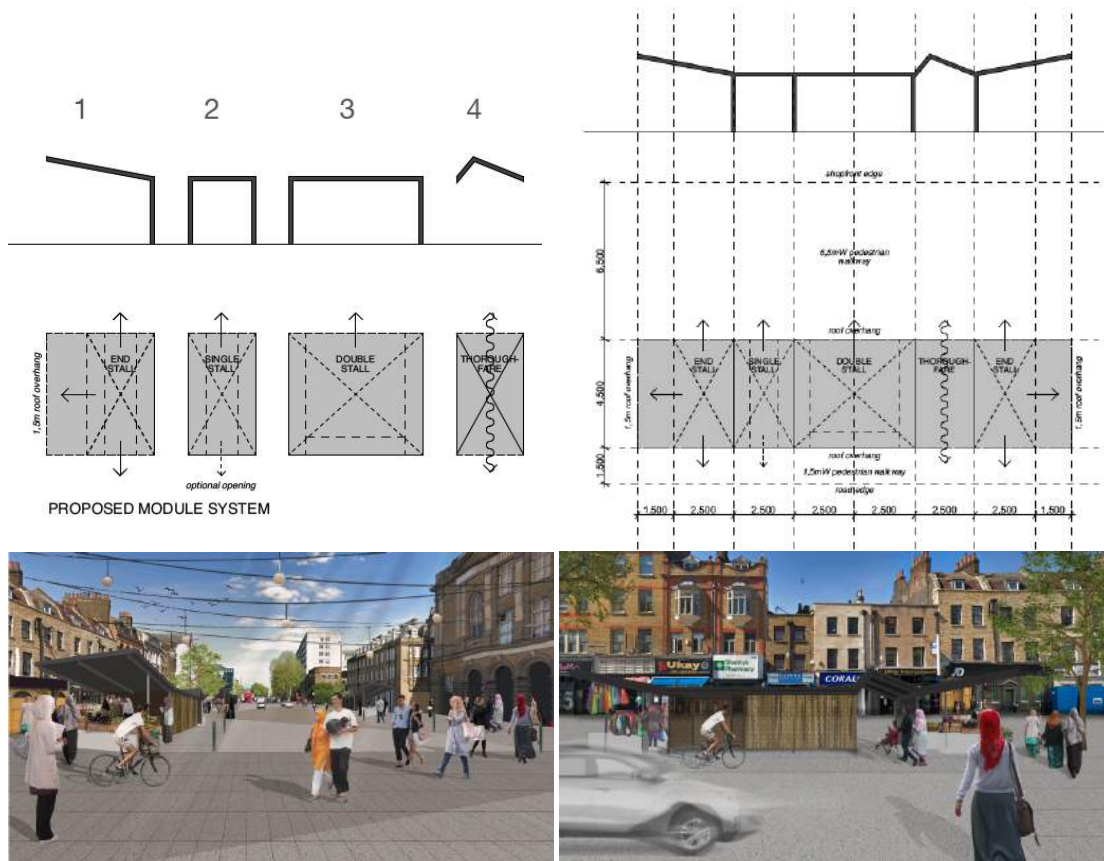 1 2 3 4
1,5m roof overhang
END
STALL
SINGLE
STALL
DOUBLE
STALL
THOROUGH-
FARE
optional opening
PROPOSED MODULE SYSTEM
shopfront edge
6,500
6,5mW pedestrian
walkway
roof overhang
1,5m roof overhang
END
STALL
SINGLE
STALL
DOUBLE
STALL
THOROUGH-
FARE
END
STALL
1,5m roof overhang
4,500
roof overhang
1,500
1,5mW pedestrian walkway
road edge
1,500 2,500 2,500 2,500 2,500 2,500 2,500 1,500
Ukay
Pharmacy
CORAL
JD